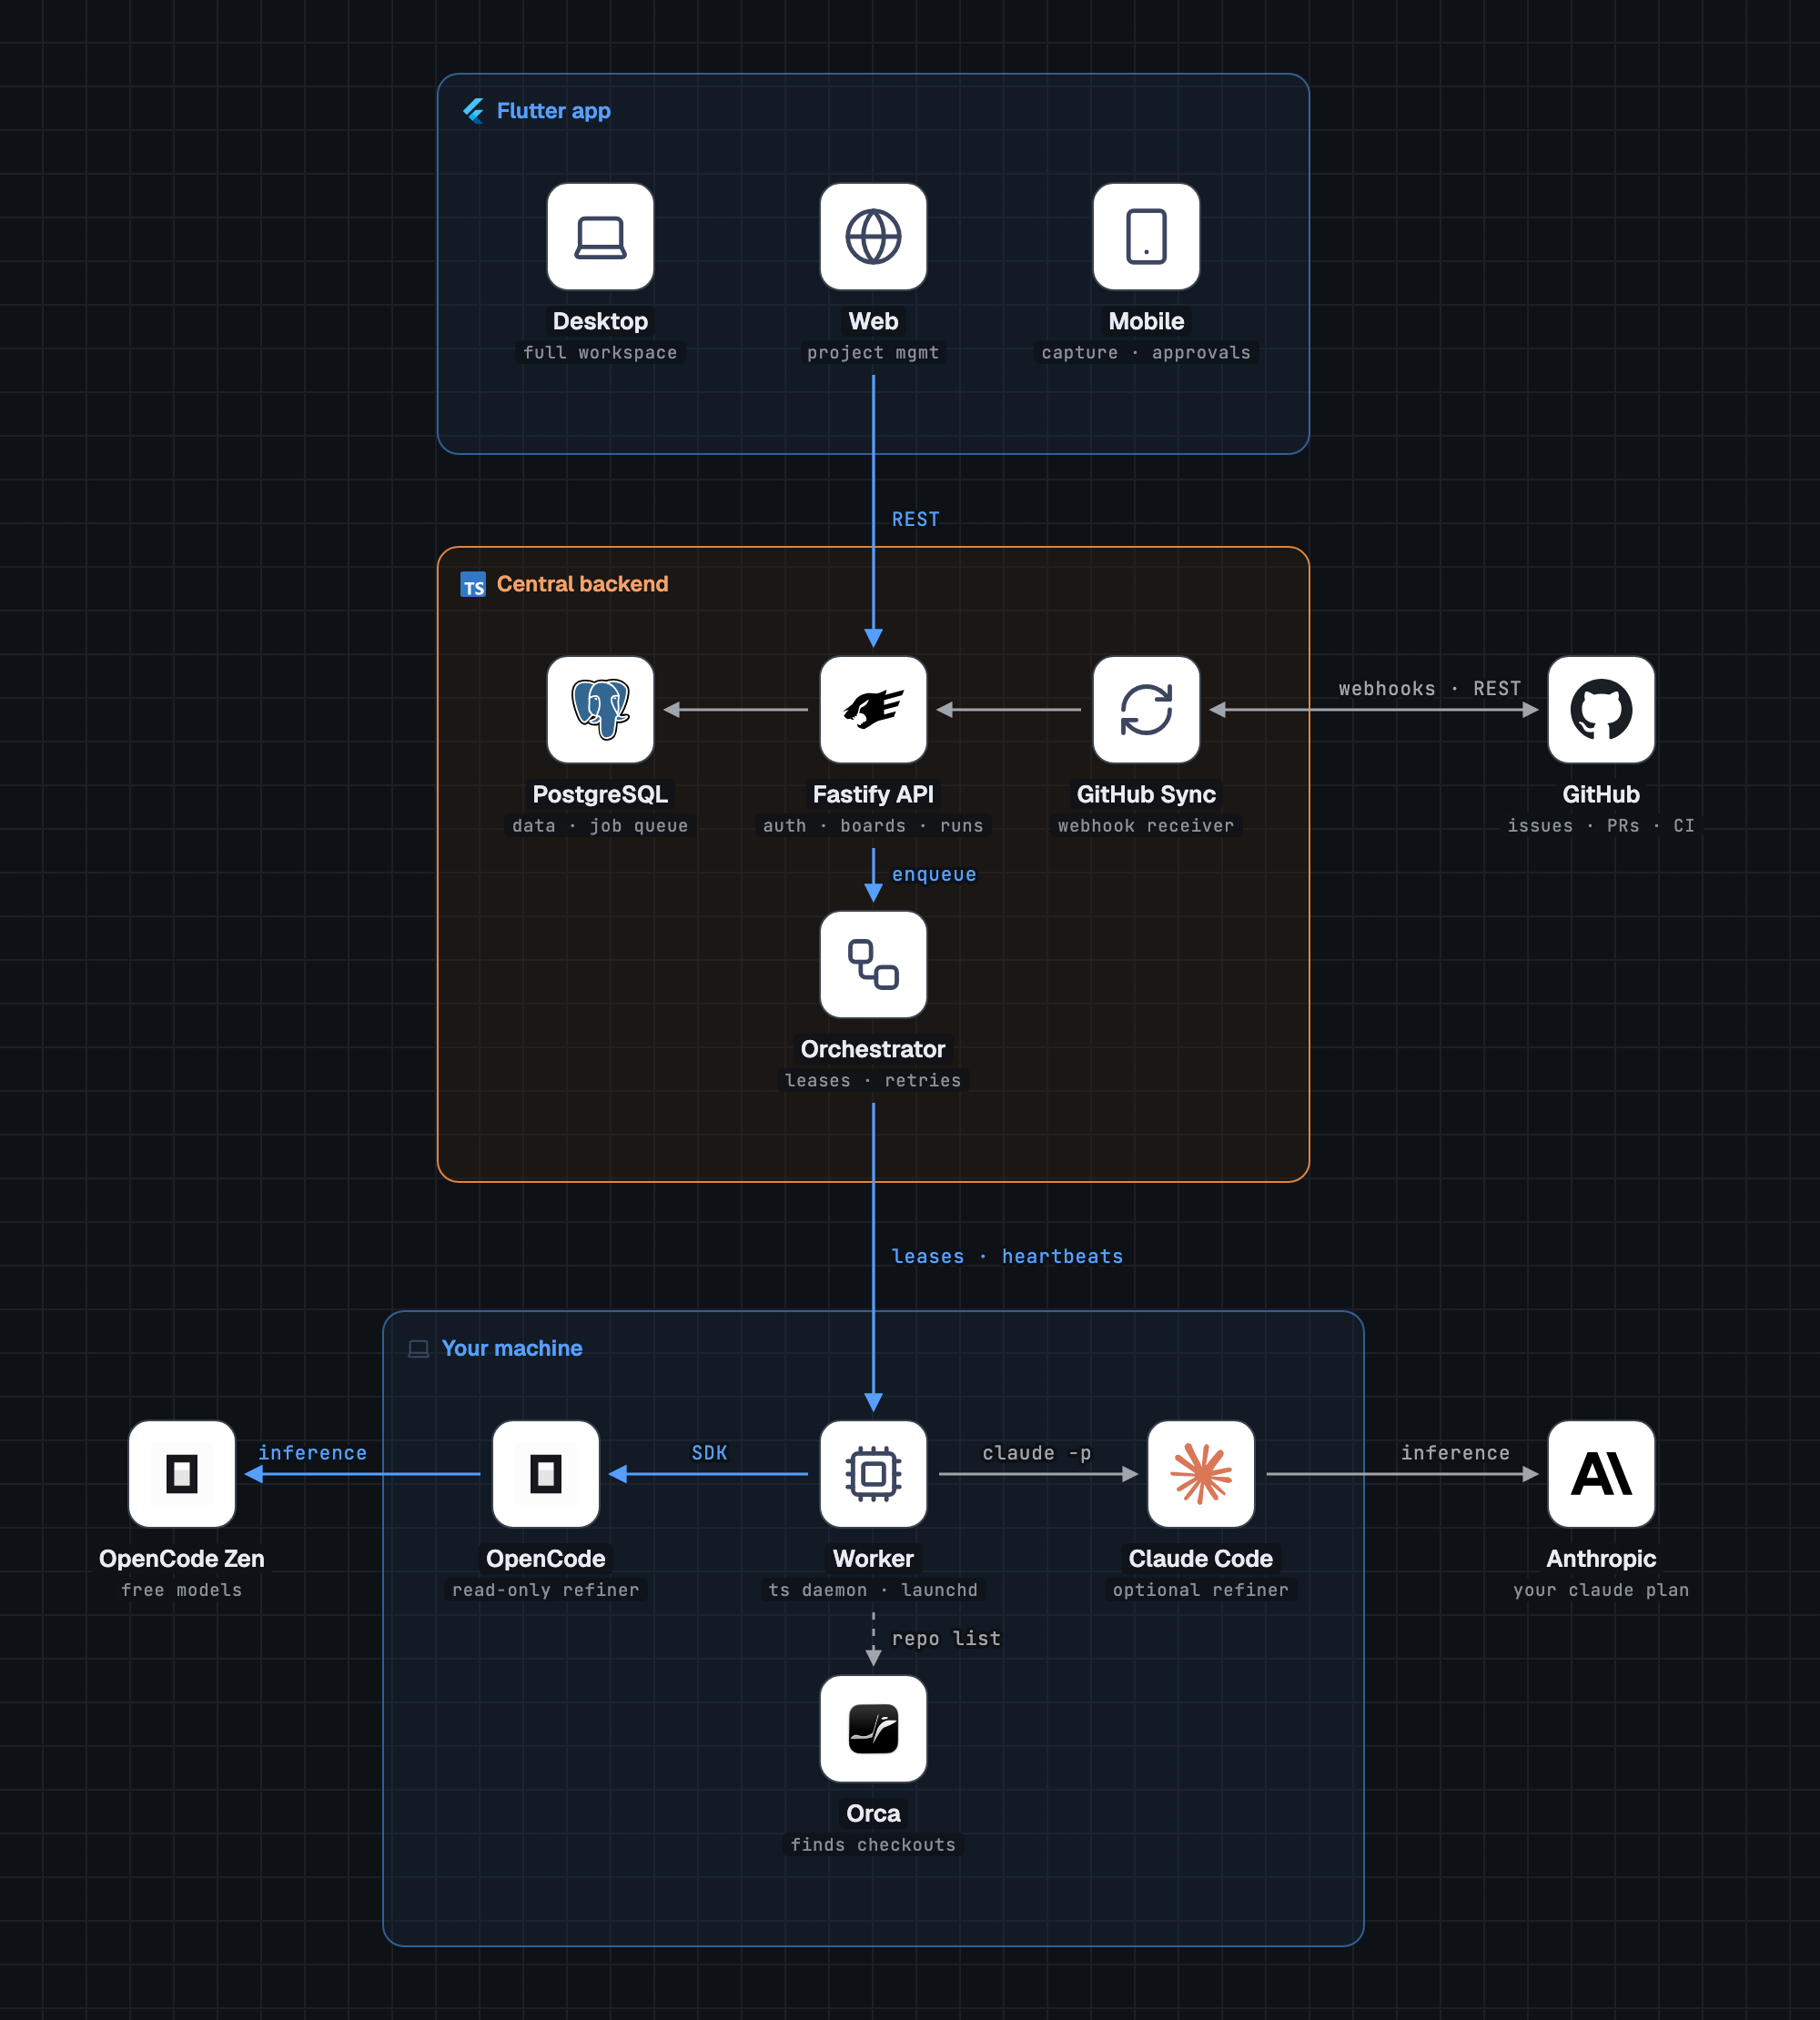 Flutter app
Desktop
full workspace
Web
project mgmt
Mobile
capture · approvals
REST
TS
Central backend
webhooks · REST
PostgreSQL
data · job queue
Fastify API
auth · boards · runs
GitHub Sync
webhook receiver
GitHub
issues · PRs · CI
enqueue
Orchestrator
leases · retries
leases · heartbeats
Your machine
inference
SDK
claude -p
inference
OpenCode Zen
free models
OpenCode
read-only refiner
Worker
ts daemon · launchd
Claude Code
optional refiner
Anthropic
your claude plan
repo list
Orca
finds checkouts